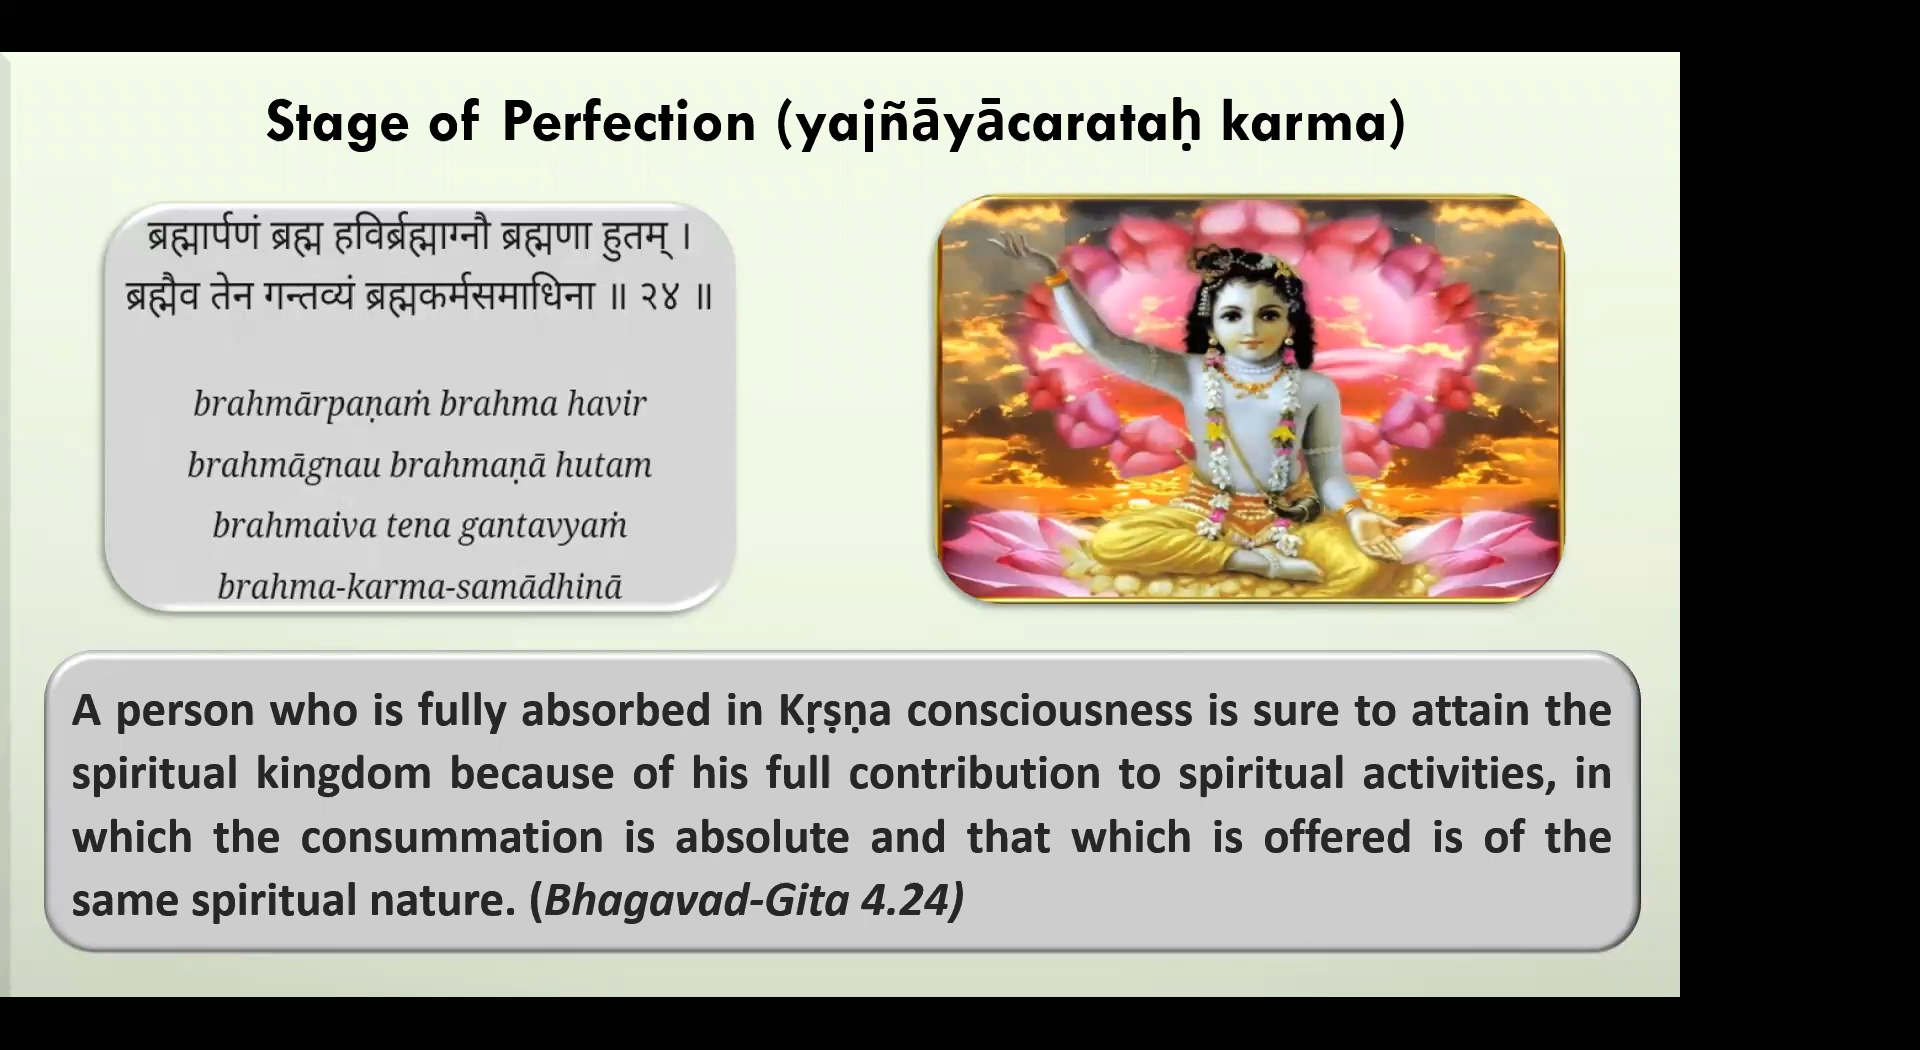 Stage of Perfection (yajñāyācarataḥ karma)
ब्रह्मार्पणं ब्रह्म हविर्ब्रह्माग्नौ ब्रह्मणा हुतम् ।
ब्रह्मैव तेन गन्तव्यं ब्रह्मकर्मसमाधिना ॥ २४ ॥
brahmārpaṇaṁ brahma havir
brahmāgnau brahmaṇā hutam
brahmaiva tena gantavyaṁ
brahma-karma-samādhinā
A person who is fully absorbed in Kṛṣṇa consciousness is sure to attain the
spiritual kingdom because of his full contribution to spiritual activities, in
which the consummation is absolute and that which is offered is of the
same spiritual nature. (Bhagavad-Gita 4.24)